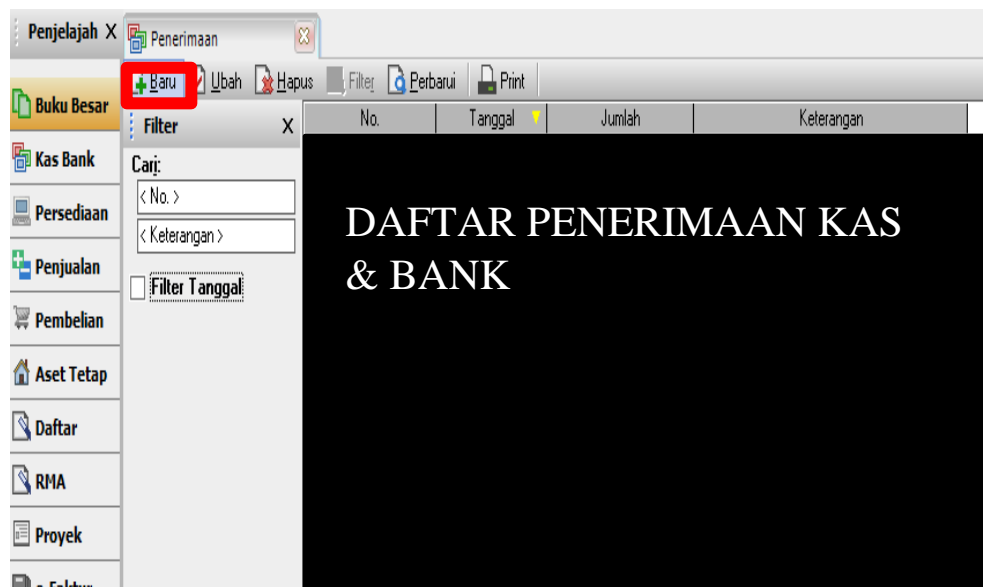 Penjelajah X
Penerimaan
Baru Ubah Hapus Filter Perbarui Print
Buku Besar
Kas Bank
Persediaan
Penjualan
Pembelian
Aset Tetap
Daftar
RMA
Proyek
e-Faktur
Filter X
Cari:
< No. >
< Keterangan >
Filter Tanggal
No. Tanggal Jumlah Keterangan
DAFTAR PENERIMAAN KAS
& BANK